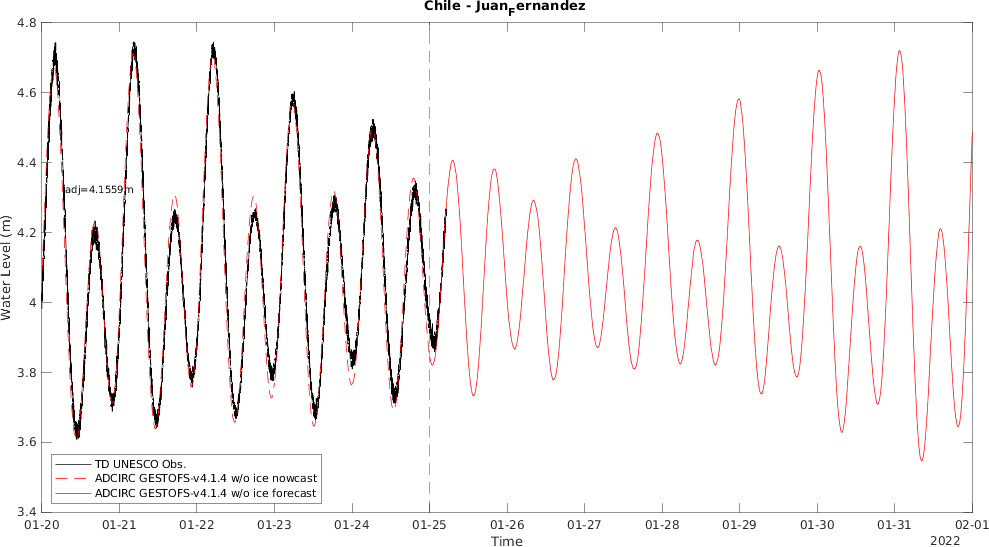 Chile - JuanFernandez
4.8
4.6
4.4
4.2
4
3.8
3.6
3.4
Water Level (m)
adj=4.1559m
TD UNESCO Obs.
ADCIRC GESTOFS-v4.1.4 w/o ice nowcast
ADCIRC GESTOFS-v4.1.4 w/o ice forecast
01-20 01-21 01-22 01-23 01-24 01-25 01-26 01-27 01-28 01-29 01-30 01-31 02-01
Time
2022